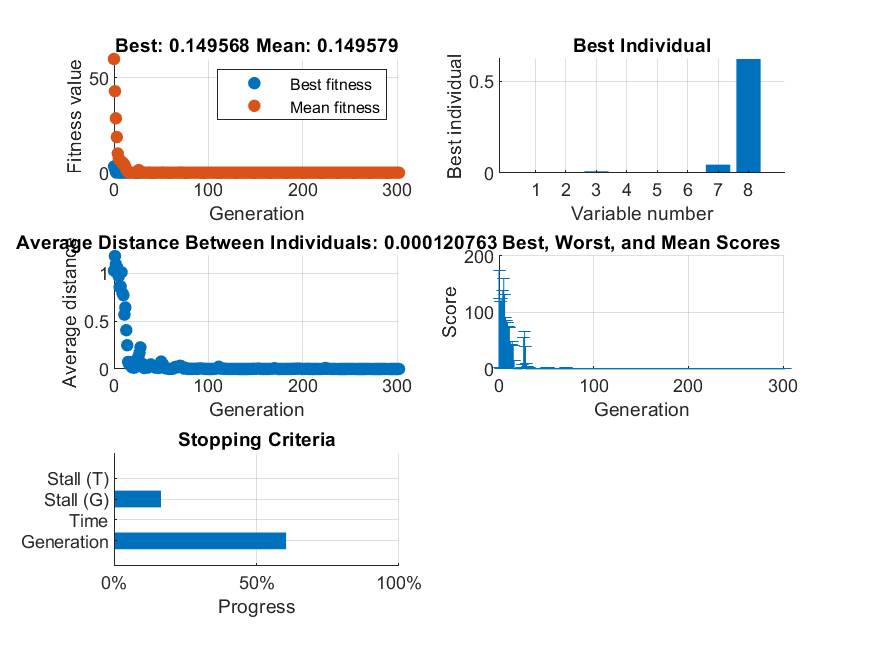 Best: 0.149568 Mean: 0.149579
Fitness value
50
0
Best fitness
Mean fitness
0 100 200 300
Generation
Best Individual
Best individual
0.5
0
1 2 3 4 5 6 7 8
Variable number
Average Distance Between Individuals: 0.000120763
Average distance
1
0.5
0
0 100 200 300
Generation
Best, Worst, and Mean Scores
Score
200
100
0
0 100 200 300
Generation
Stopping Criteria
Stall (T)
Stall (G)
Time
Generation
0% 50% 100%
Progress